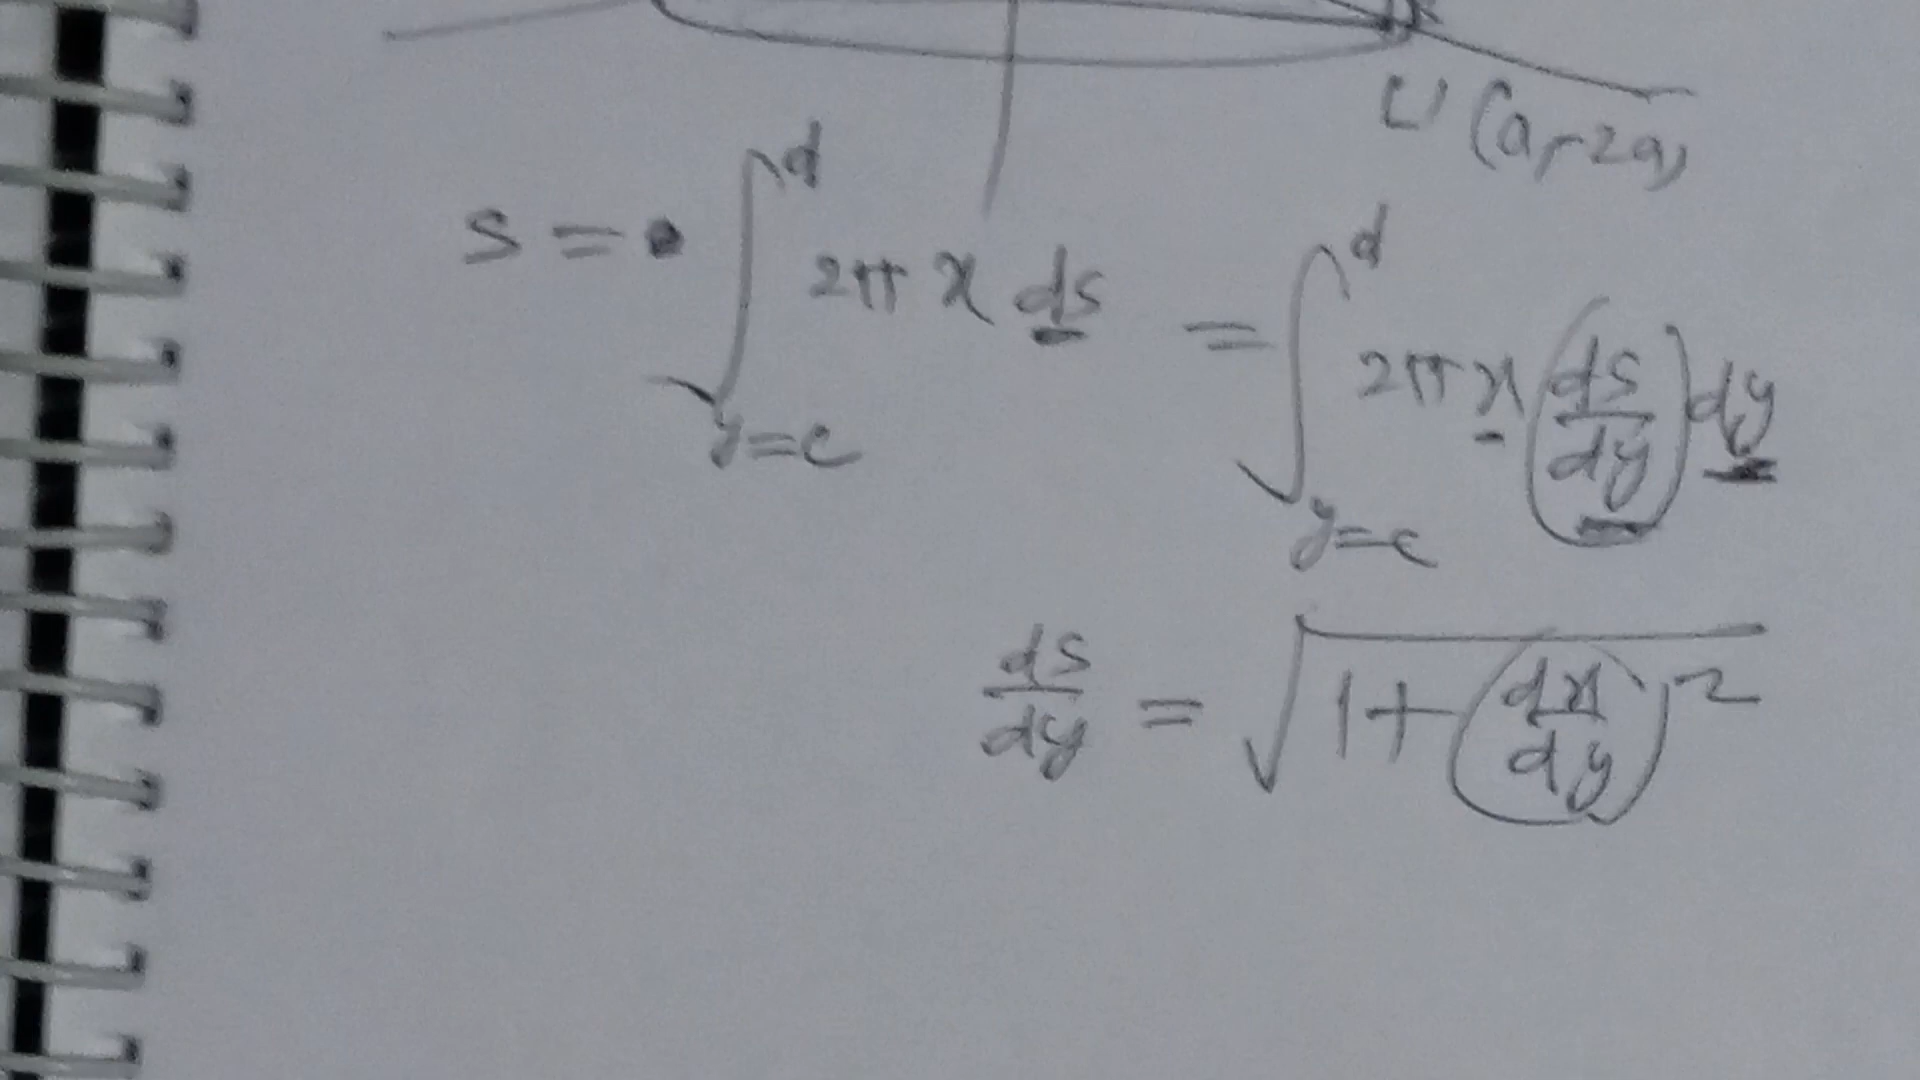 L' (a, -2a)
S = ∫_{y=c}^{d} 2π x ds = ∫_{y=c}^{d} 2π x (ds/dy) dy
ds/dy = √(1 + (dx/dy)²)